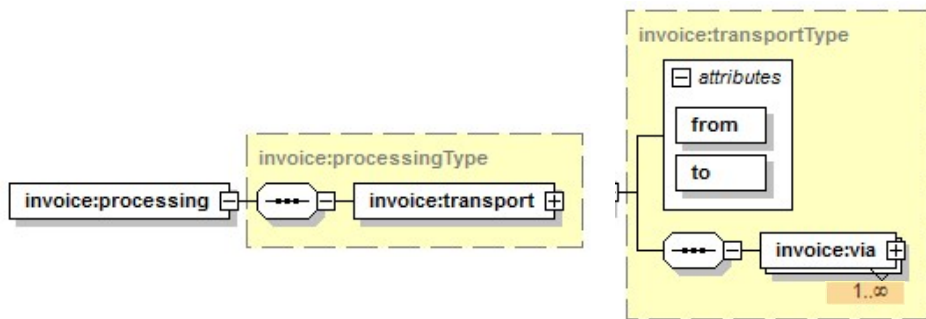 invoice:processing
invoice:processingType
invoice:transport
invoice:transportType
attributes
from
to
invoice:via
1..∞